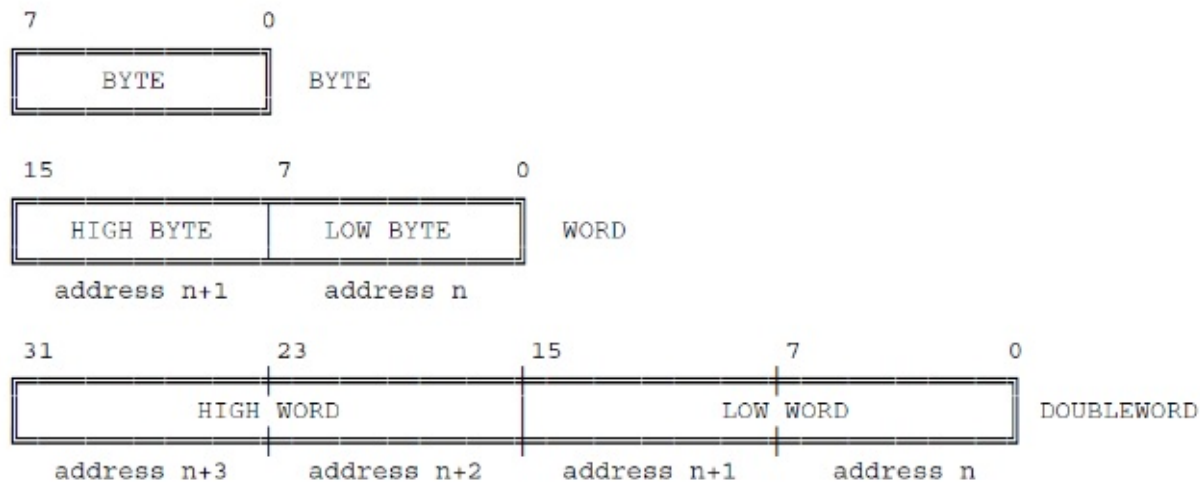 7 0
BYTE BYTE
15 7 0
HIGH BYTE LOW BYTE WORD
address n+1 address n
31 23 15 7 0
HIGH WORD LOW WORD DOUBLEWORD
address n+3 address n+2 address n+1 address n